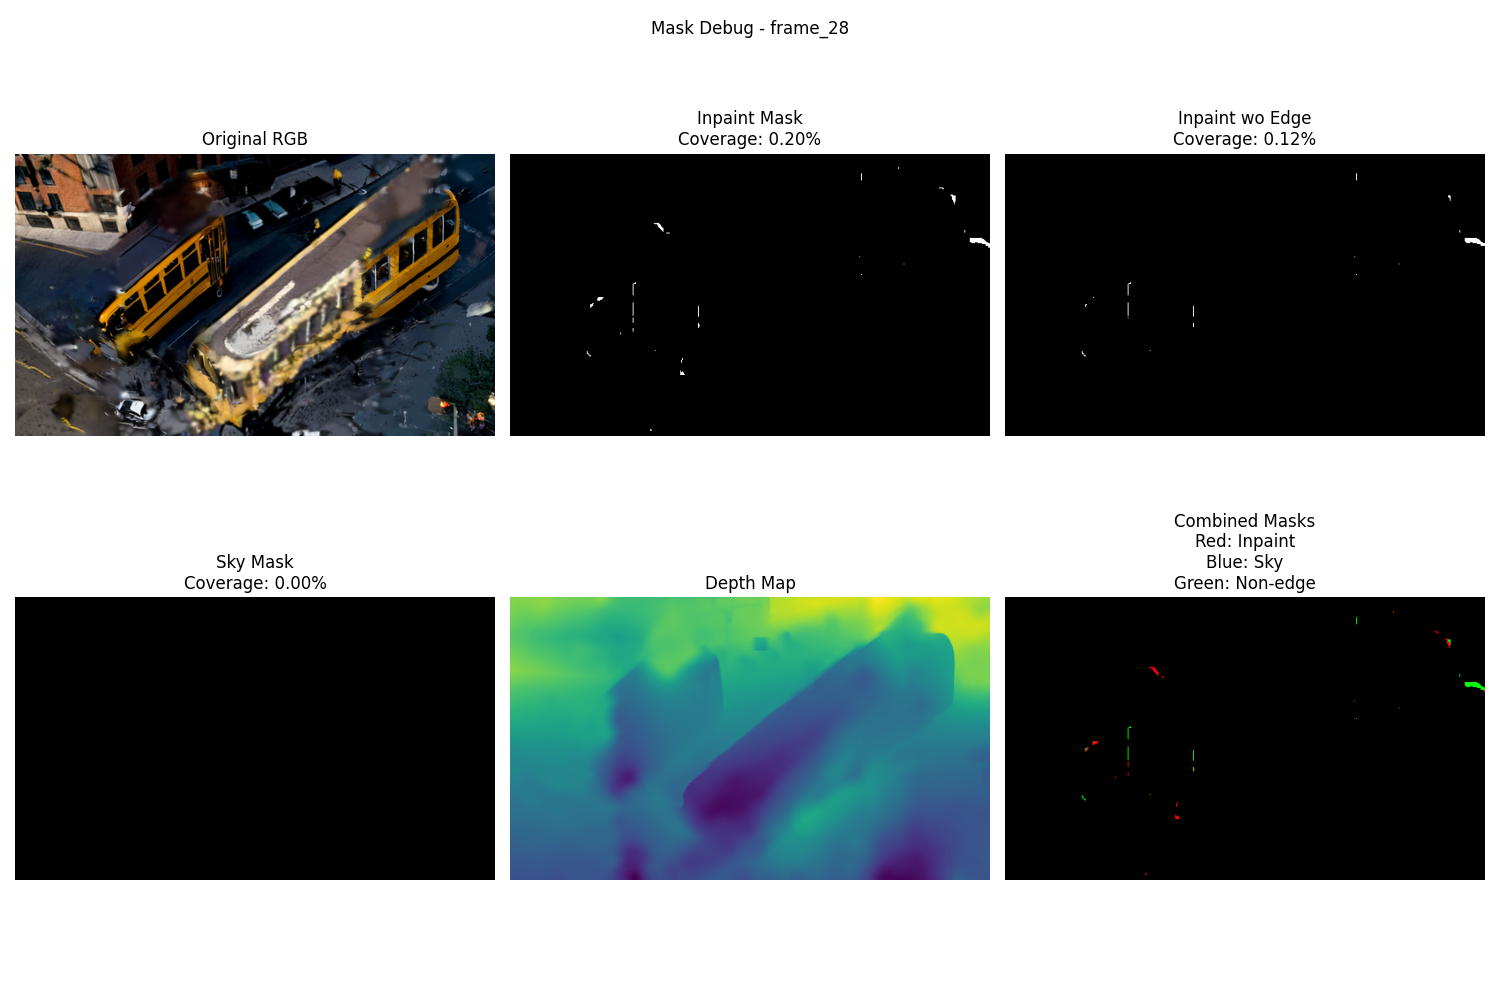 Mask Debug - frame_28
Original RGB
Inpaint Mask
Coverage: 0.20%
Inpaint wo Edge
Coverage: 0.12%
Sky Mask
Coverage: 0.00%
Depth Map
Combined Masks
Red: Inpaint
Blue: Sky
Green: Non-edge